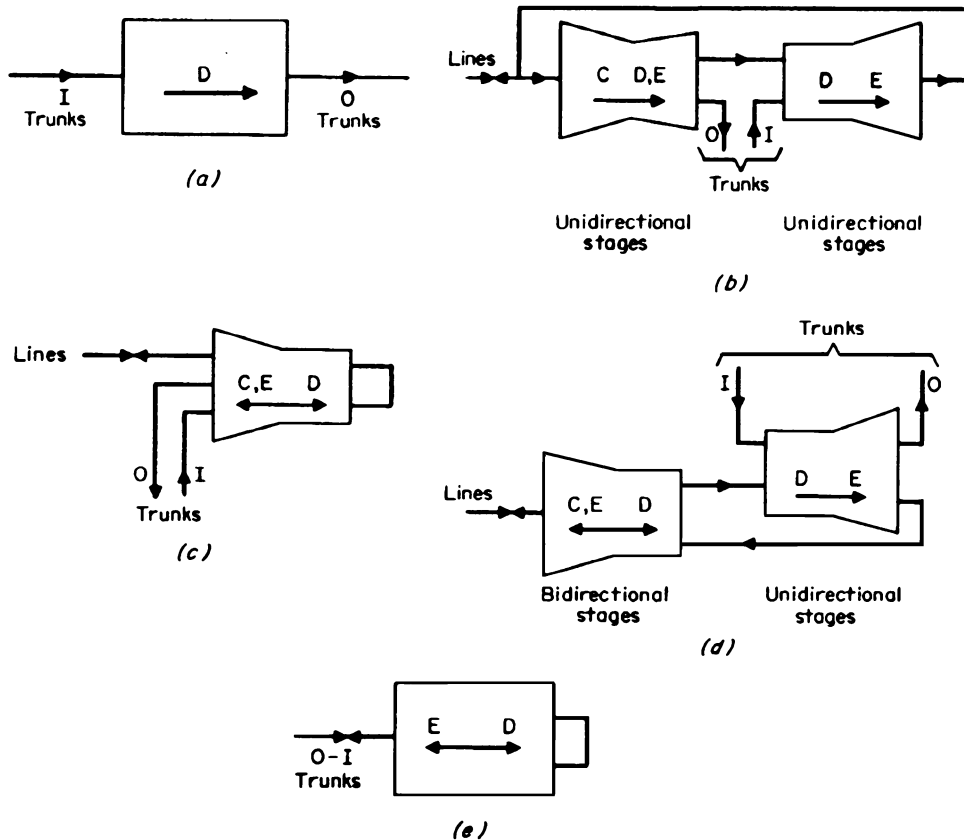 D
I
Trunks
O
Trunks
(a)
Lines
C D,E
D E
O
I
Trunks
Unidirectional
stages
Unidirectional
stages
(b)
Lines
C,E D
O
I
Trunks
(c)
Trunks
I
O
D E
Lines
C,E D
Bidirectional
stages
Unidirectional
stages
(d)
E D
O-I
Trunks
(e)